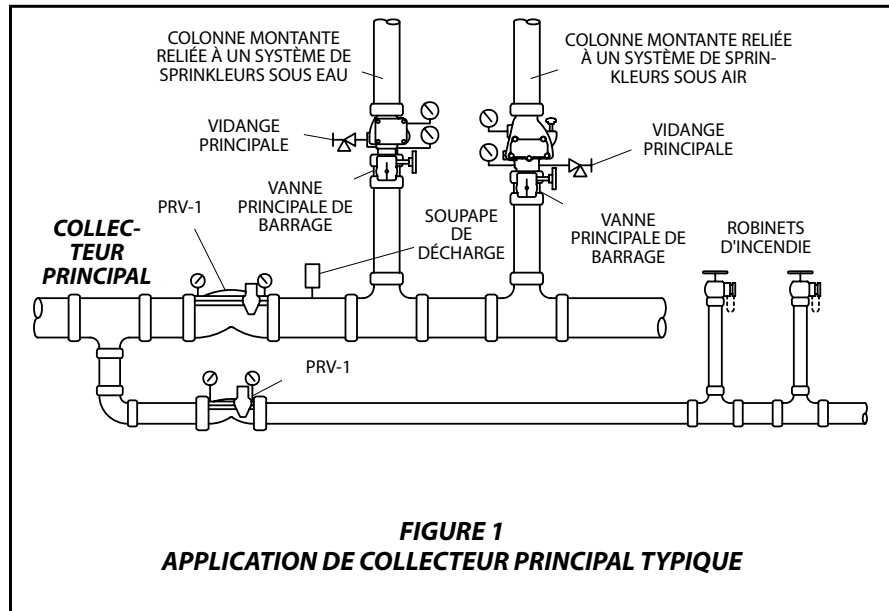 COLONNE MONTANTE
RELIÉE À UN SYSTÈME DE
SPRINKLEURS SOUS EAU
COLONNE MONTANTE RELIÉE
À UN SYSTÈME DE SPRIN-
KLEURS SOUS AIR
VIDANGE
PRINCIPALE
VIDANGE
PRINCIPALE
VANNE
PRINCIPALE DE
BARRAGE
SOUPAPE
DE
DÉCHARGE
VANNE
PRINCIPALE DE
BARRAGE
ROBINETS
D'INCENDIE
PRV-1
COLLEC-
TEUR
PRINCIPAL
PRV-1
FIGURE 1
APPLICATION DE COLLECTEUR PRINCIPAL TYPIQUE